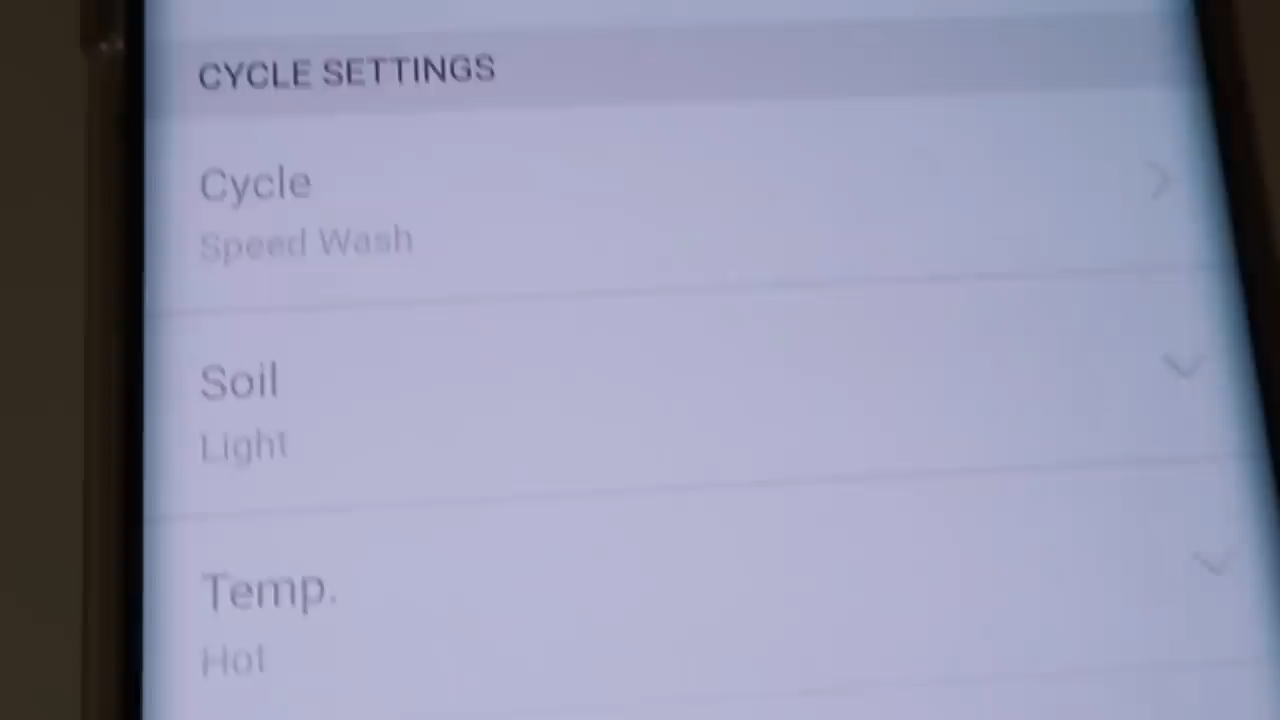 CYCLE SETTINGS
Cycle
Speed Wash
Soil
Light
Temp.
Hot